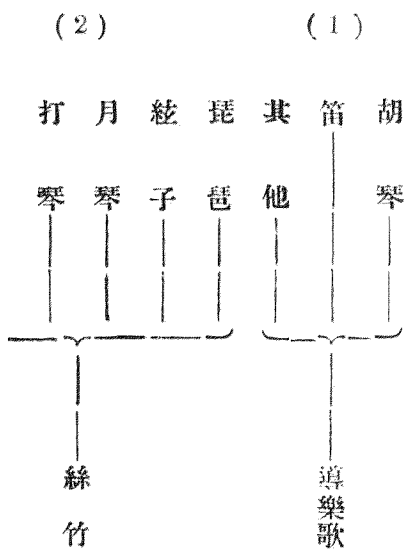 (1)
胡琴
笛
其他
導樂歌
(2)
琵琶
絃子
月琴
打琴
絲竹